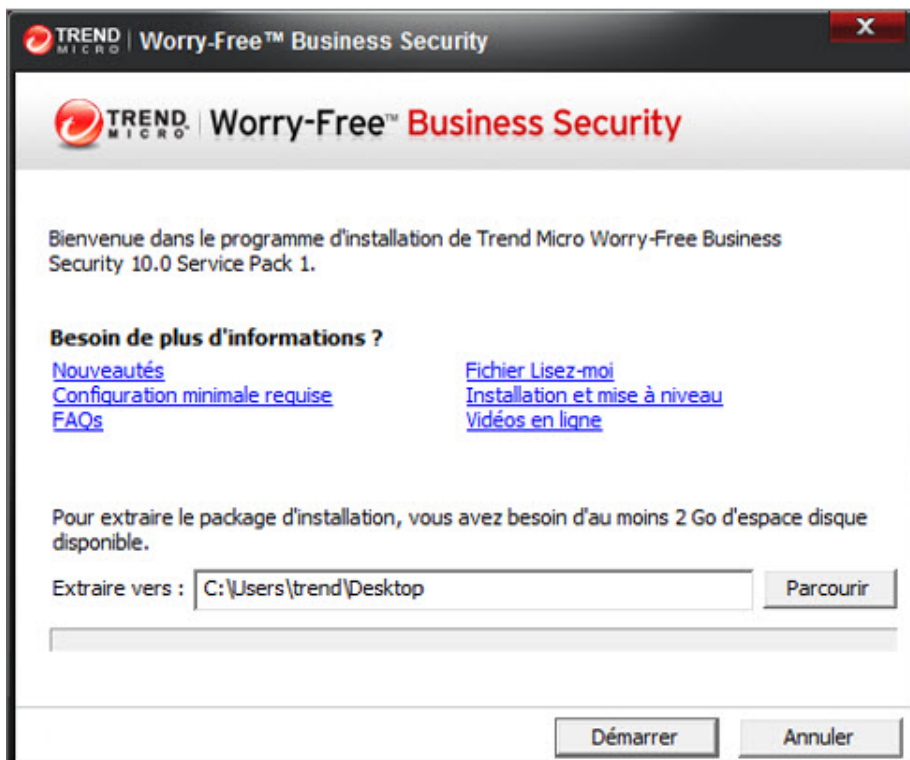 TREND MICRO | Worry-Free™ Business Security
X
TREND MICRO™ | Worry-Free™ Business Security
Bienvenue dans le programme d'installation de Trend Micro Worry-Free Business
Security 10.0 Service Pack 1.
Besoin de plus d'informations ?
Nouveautés
Fichier Lisez-moi
Configuration minimale requise
Installation et mise à niveau
FAQs
Vidéos en ligne
Pour extraire le package d'installation, vous avez besoin d'au moins 2 Go d'espace disque
disponible.
Extraire vers : C:\Users\trend\Desktop
Parcourir
Démarrer
Annuler